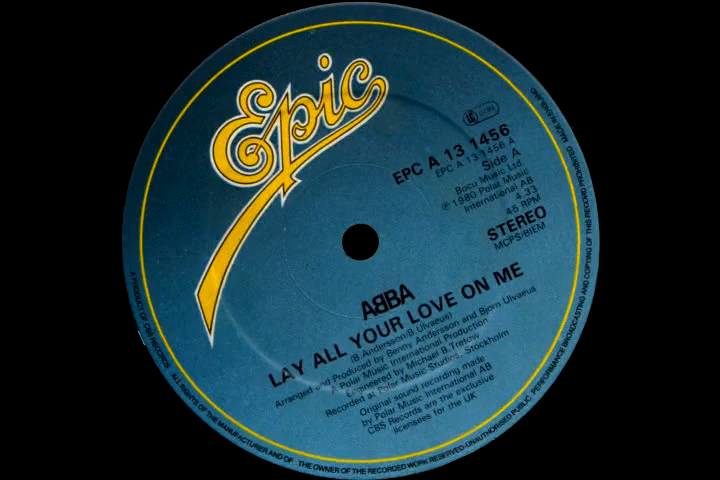 Epic
EPC A 13 1456
EPC A 13 1456 A
Side A
Bocu Music Ltd.
℗ 1980 Polar Music
International AB
4.33
45 RPM
STEREO
MCPS/BIEM
ABBA
LAY ALL YOUR LOVE ON ME
(B.Andersson/B.Ulvaeus)
Arranged and Produced by Benny Andersson and Bjorn Ulvaeus
A Polar Music International Production
Engineered by Michael B. Tretow
Recorded at Polar Music Studios, Stockholm
Original sound recording made
by Polar Music International AB
CBS Records are the exclusive
licensees for the UK
A PRODUCT OF CBS RECORDS ALL RIGHTS OF THE MANUFACTURER AND OF THE OWNER OF THE RECORDED WORK RESERVED-UNAUTHORISED PUBLIC PERFORMANCE BROADCASTING AND COPYING OF THIS RECORD PROHIBITED MADE IN ENGLAND